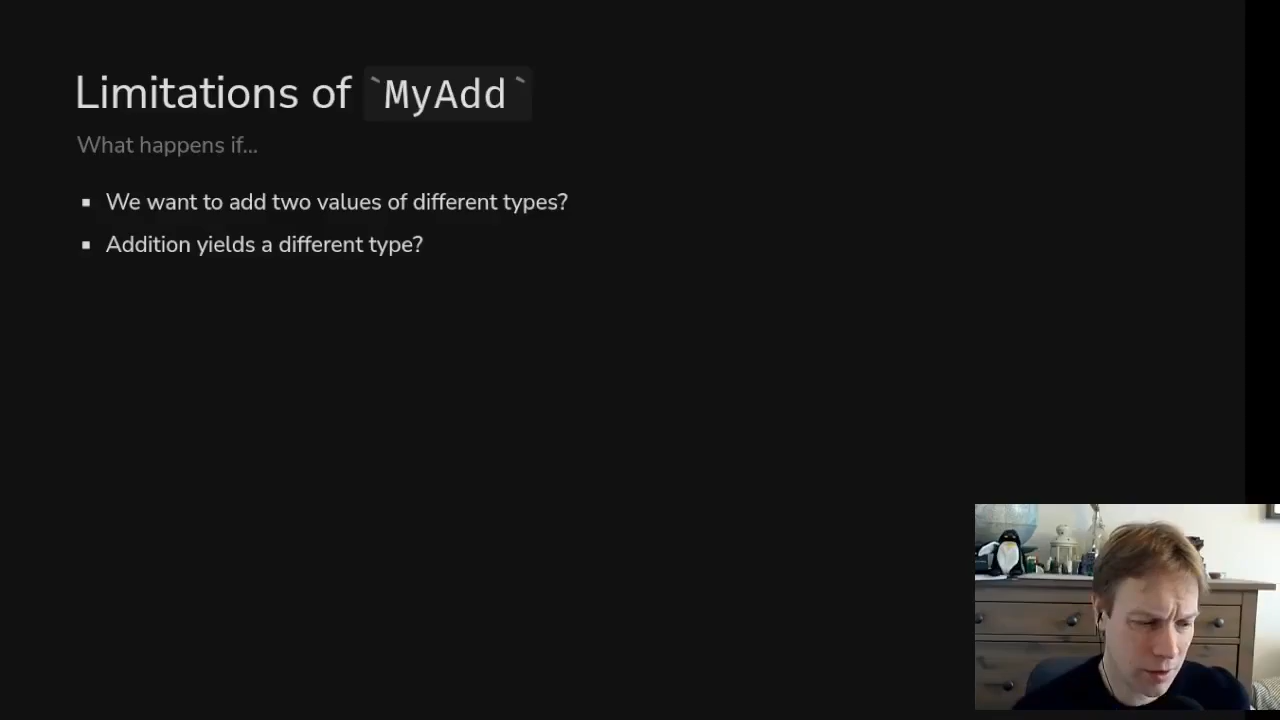 Limitations of `MyAdd`
What happens if...
▪ We want to add two values of different types?
▪ Addition yields a different type?